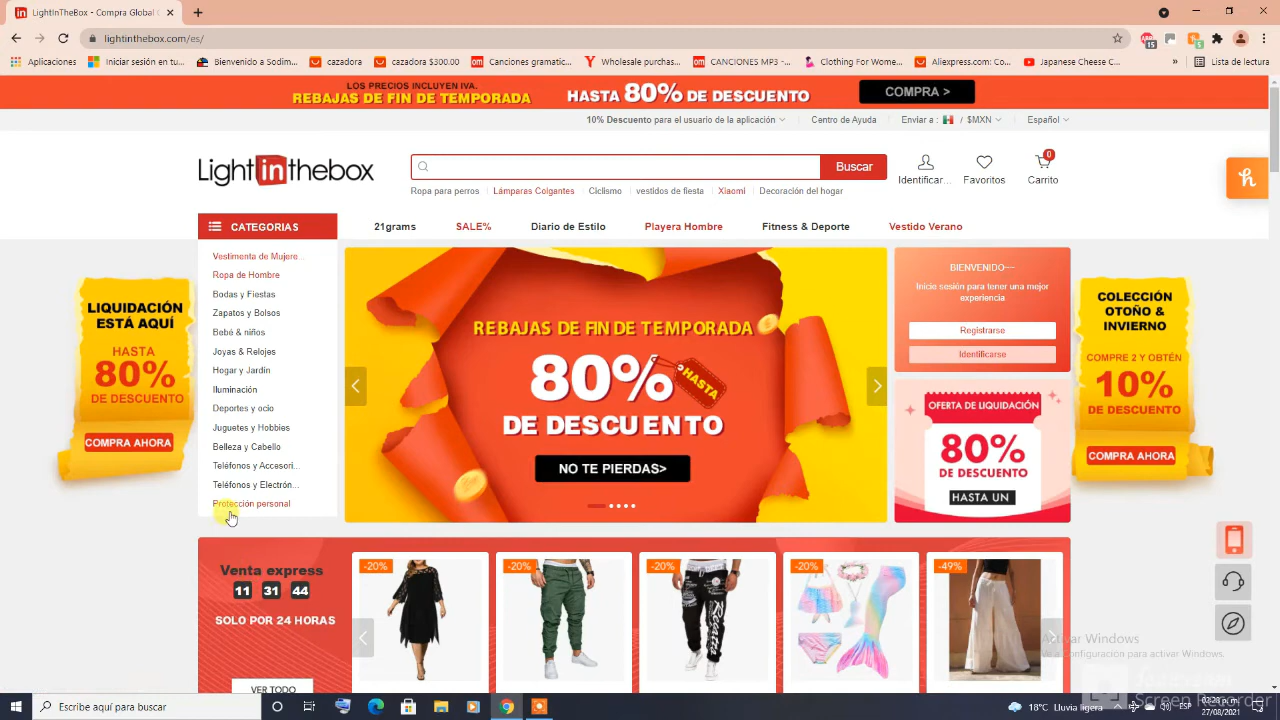 LightInTheBox - Compra Global O
lightinthebox.com/es/
15
5
Aplicaciones
Iniciar sesión en tu...
Windows gratismatic...
Bienvenido a Sodim...
cazadora
cazadora $300.00
CANCIONES gramatic...
Wholesale purchas...
CANCIONES MP3 -...
Clothing For Wome...
Aliexpress.com: Co...
Japanese Cheese C...
»
Lista de lectura
LOS PRECIOS INCLUYEN IVA.
REBAJAS DE FIN DE TEMPORADA
HASTA 80% DE DESCUENTO
COMPRA >
10% Descuento para el usuario de la aplicación
Centro de Ayuda
Enviar a : / $MXN
Español
Lightinthebox
Buscar
Identificar...
Favoritos
0
Carrito
Ropa para perros
Lámparas Colgantes
Ciclismo
vestidos de fiesta
Xiaomi
Decoración del hogar
CATEGORIAS
21grams
SALE%
Diario de Estilo
Playera Hombre
Fitness & Deporte
Vestido Verano
Vestimenta de Mujere...
Ropa de Hombre
Bodas y Fiestas
Zapatos y Bolsos
Bebé & niños
Joyas & Relojes
Hogar y Jardín
Iluminación
Deportes y ocio
Juguetes y Hobbies
Belleza y Cabello
Teléfonos y Accesori...
Teléfonos y Electrón...
Protección personal
LIQUIDACIÓN
ESTÁ AQUÍ
HASTA
80%
DE DESCUENTO
COMPRA AHORA
REBAJAS DE FIN DE TEMPORADA
80%
HASTA
DE DESCUENTO
NO TE PIERDAS>
BIENVENIDO
Inicie sesión para tener una mejor
experiencia
Registrarse
Identificarse
OFERTA DE LIQUIDACIÓN
80%
DE DESCUENTO
HASTA UN
COLECCIÓN
OTOÑO &
INVIERNO
COMPRE 2 Y OBTÉN
10%
DE DESCUENTO
COMPRA AHORA
Venta express
11 31 44
SOLO POR 24 HORAS
VER TODO
-20%
-20%
-20%
-20%
-49%
Activar Windows
Ve a Configuración para activar Windows.
Screen Recorder
Escribe aquí para buscar
18°C Lluvia ligera
ESP
27/08/2021